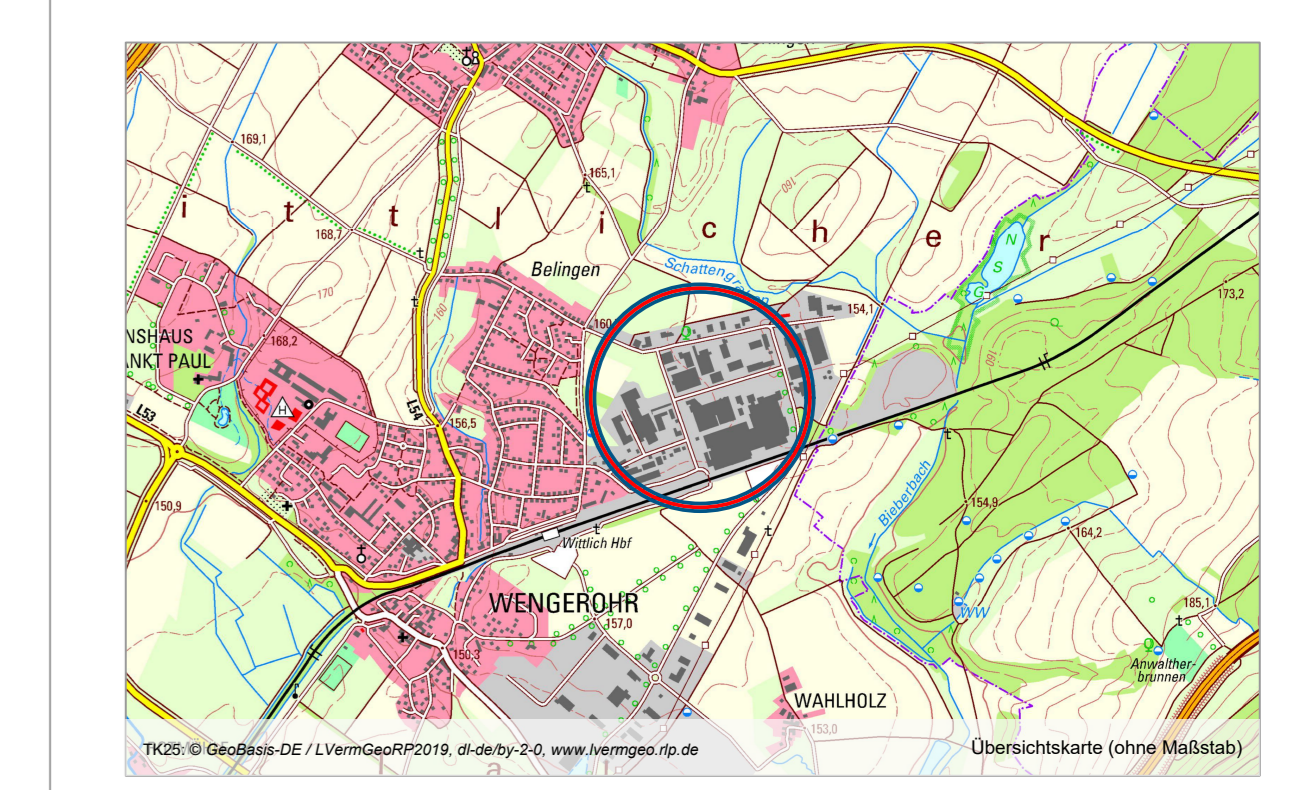 169,1
165,1
i t t l i c h e r
168,7
Belingen
Schattengraben
N
S
G
170
160
160
160
160
154,1
173,2
NSHAUS
ANKT PAUL
168,2
H
L53
L54
156,5
150,9
Wittlich Hbf
Bieberbach
154,9
164,2
WENGEROHR
157,0
WW
185,1
150,3
Anwalther-
brunnen
WAHLHOLZ
153,0
TK25: © GeoBasis-DE / LVermGeoRP2019, dl-de/by-2-0, www.lvermgeo.rlp.de
Übersichtskarte (ohne Maßstab)
l a